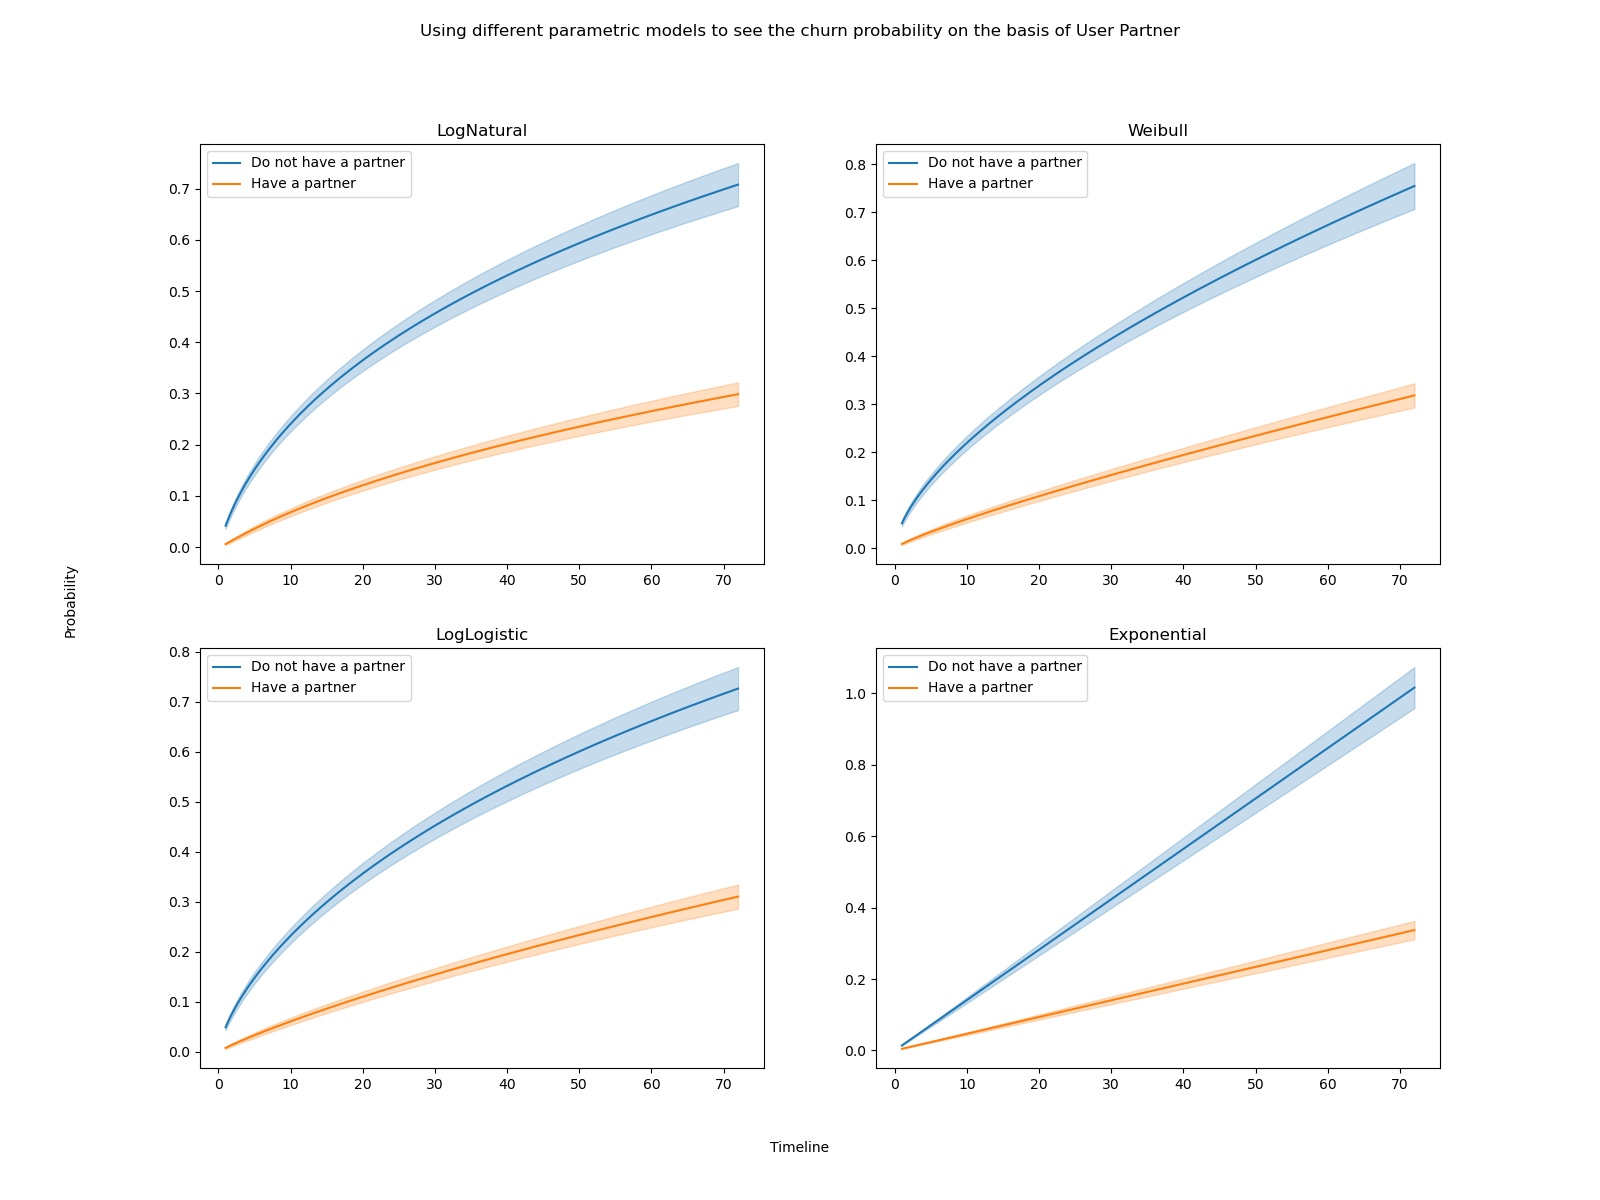 Using different parametric models to see the churn probability on the basis of User Partner
LogNatural
Do not have a partner
Have a partner
0.7
0.6
0.5
0.4
0.3
0.2
0.1
0.0
0 10 20 30 40 50 60 70
Weibull
Do not have a partner
Have a partner
0.8
0.7
0.6
0.5
0.4
0.3
0.2
0.1
0.0
0 10 20 30 40 50 60 70
Probability
LogLogistic
Do not have a partner
Have a partner
0.8
0.7
0.6
0.5
0.4
0.3
0.2
0.1
0.0
0 10 20 30 40 50 60 70
Exponential
Do not have a partner
Have a partner
1.0
0.8
0.6
0.4
0.2
0.0
0 10 20 30 40 50 60 70
Timeline